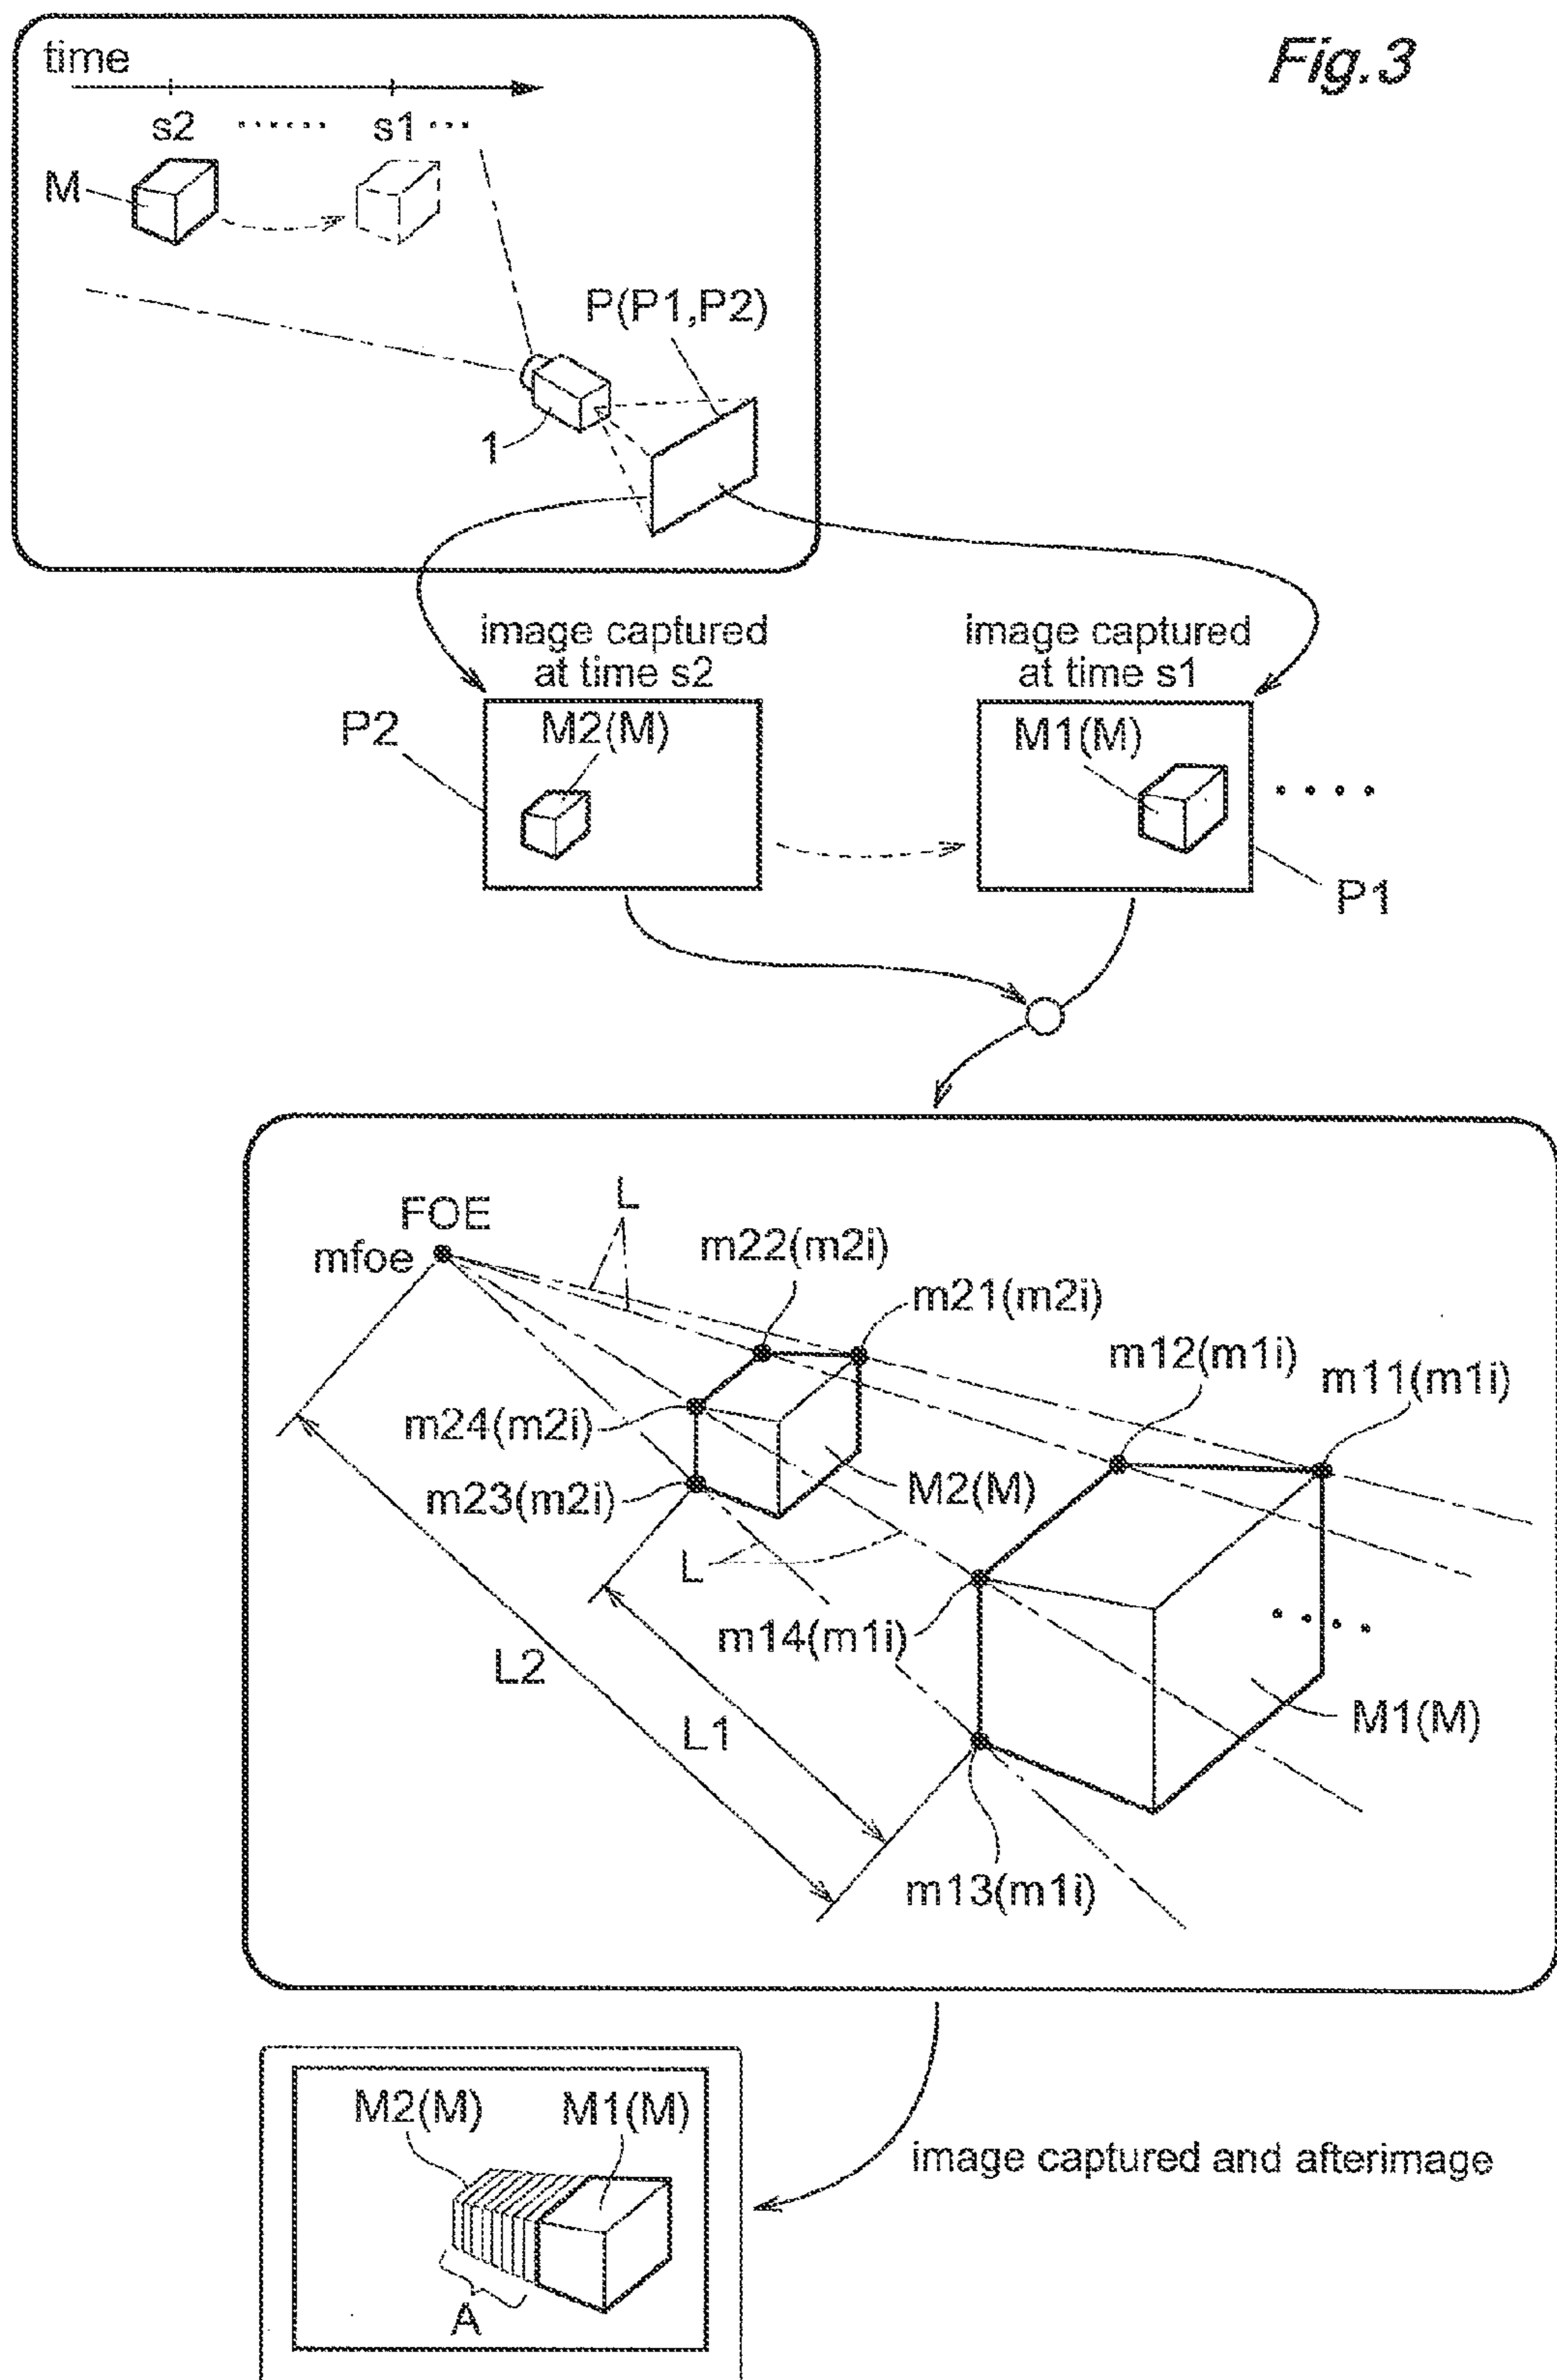 Fig.3
time
s2 ...... s1 ...
M
P(P1,P2)
1
image captured
at time s2
image captured
at time s1
P2
M2(M)
M1(M)
....
P1
FOE
mfoe
L
m22(m2i)
m21(m2i)
m12(m1i)
m11(m1i)
m24(m2i)
m23(m2i)
M2(M)
L
m14(m1i)
....
L2
L1
M1(M)
m13(m1i)
M2(M)
M1(M)
image captured and afterimage
A